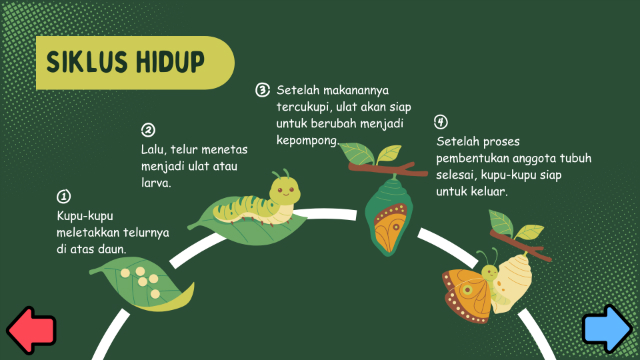 SIKLUS HIDUP
1
Kupu-kupu
meletakkan telurnya
di atas daun.
2
Lalu, telur menetas
menjadi ulat atau
larva.
3 Setelah makanannya
tercukupi, ulat akan siap
untuk berubah menjadi
kepompong.
4
Setelah proses
pembentukan anggota tubuh
selesai, kupu-kupu siap
untuk keluar.